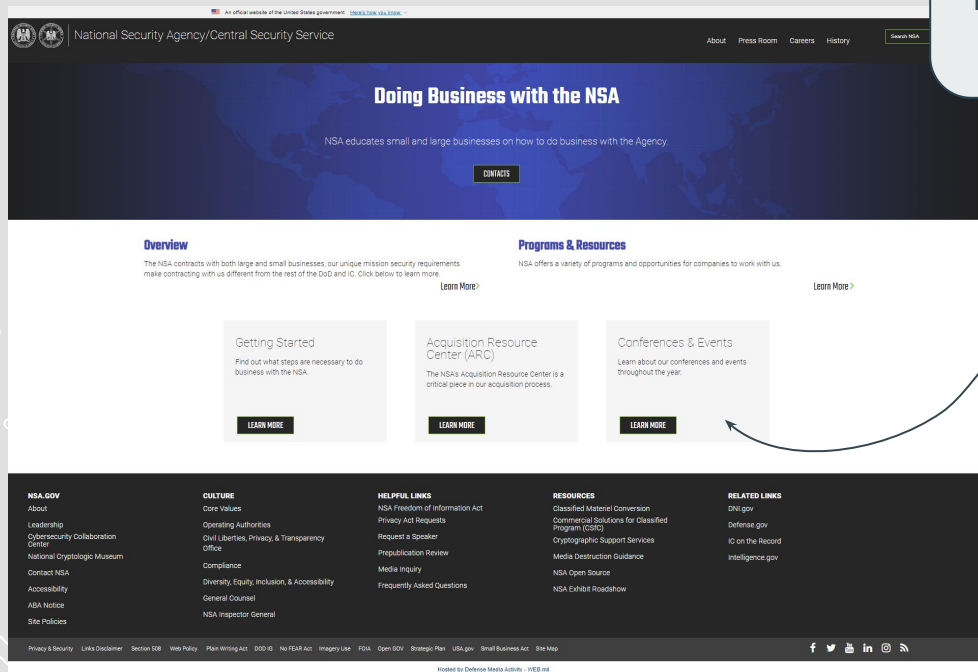 An official website of the United States government Here's how you know
National Security Agency/Central Security Service
About Press Room Careers History
Search NSA
Doing Business with the NSA
NSA educates small and large businesses on how to do business with the Agency.
CONTACTS
Overview
The NSA contracts with both large and small businesses, our unique mission security requirements
make contracting with us different from the rest of the DoD and IC. Click below to learn more.
Learn More>
Programs & Resources
NSA offers a variety of programs and opportunities for companies to work with us.
Learn More >
Getting Started
Find out what steps are necessary to do
business with the NSA.
LEARN MORE
Acquisition Resource
Center (ARC)
The NSA's Acquisition Resource Center is a
critical piece in our acquisition process.
LEARN MORE
Conferences & Events
Learn about our conferences and events
throughout the year.
LEARN MORE
NSA.GOV
About
Leadership
Cybersecurity Collaboration
Center
National Cryptologic Museum
Contact NSA
Accessibility
ABA Notice
Site Policies
CULTURE
Core Values
Operating Authorities
Civil Liberties, Privacy, & Transparency
Office
Compliance
Diversity, Equity, Inclusion, & Accessibility
General Counsel
NSA Inspector General
HELPFUL LINKS
NSA Freedom of Information Act
Privacy Act Requests
Request a Speaker
Prepublication Review
Media Inquiry
Frequently Asked Questions
RESOURCES
Classified Materiel Conversion
Commercial Solutions for Classified
Program (CSfC)
Cryptographic Support Services
Media Destruction Guidance
NSA Open Source
NSA Exhibit Roadshow
RELATED LINKS
DNI.gov
Defense.gov
IC on the Record
Intelligence.gov
Privacy & Security Links Disclaimer Section 508 Web Policy Plain Writing Act DOD IG No FEAR Act Imagery Use FOIA Open GOV Strategic Plan USA.gov Small Business Act Site Map
Hosted by Defense Media Activity - WEB.mil